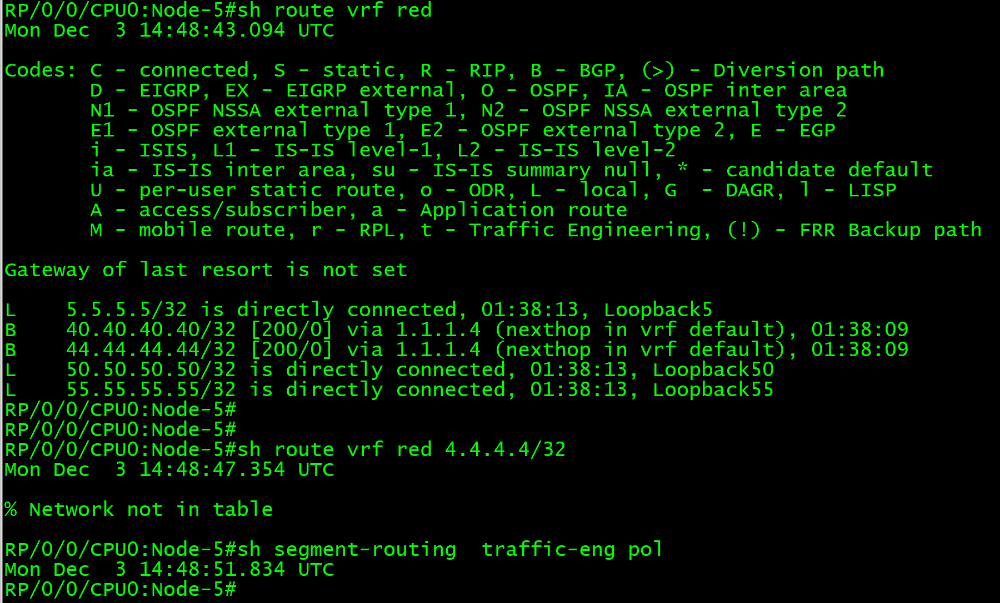 RP/0/0/CPU0:Node-5#sh route vrf red
Mon Dec  3 14:48:43.094 UTC

Codes: C - connected, S - static, R - RIP, B - BGP, (>) - Diversion path
       D - EIGRP, EX - EIGRP external, O - OSPF, IA - OSPF inter area
       N1 - OSPF NSSA external type 1, N2 - OSPF NSSA external type 2
       E1 - OSPF external type 1, E2 - OSPF external type 2, E - EGP
       i - ISIS, L1 - IS-IS level-1, L2 - IS-IS level-2
       ia - IS-IS inter area, su - IS-IS summary null, * - candidate default
       U - per-user static route, o - ODR, L - local, G  - DAGR, l - LISP
       A - access/subscriber, a - Application route
       M - mobile route, r - RPL, t - Traffic Engineering, (!) - FRR Backup path

Gateway of last resort is not set

L    5.5.5.5/32 is directly connected, 01:38:13, Loopback5
B    40.40.40.40/32 [200/0] via 1.1.1.4 (nexthop in vrf default), 01:38:09
B    44.44.44.44/32 [200/0] via 1.1.1.4 (nexthop in vrf default), 01:38:09
L    50.50.50.50/32 is directly connected, 01:38:13, Loopback50
L    55.55.55.55/32 is directly connected, 01:38:13, Loopback55
RP/0/0/CPU0:Node-5#
RP/0/0/CPU0:Node-5#
RP/0/0/CPU0:Node-5#sh route vrf red 4.4.4.4/32
Mon Dec  3 14:48:47.354 UTC

% Network not in table

RP/0/0/CPU0:Node-5#sh segment-routing  traffic-eng pol
Mon Dec  3 14:48:51.834 UTC
RP/0/0/CPU0:Node-5#